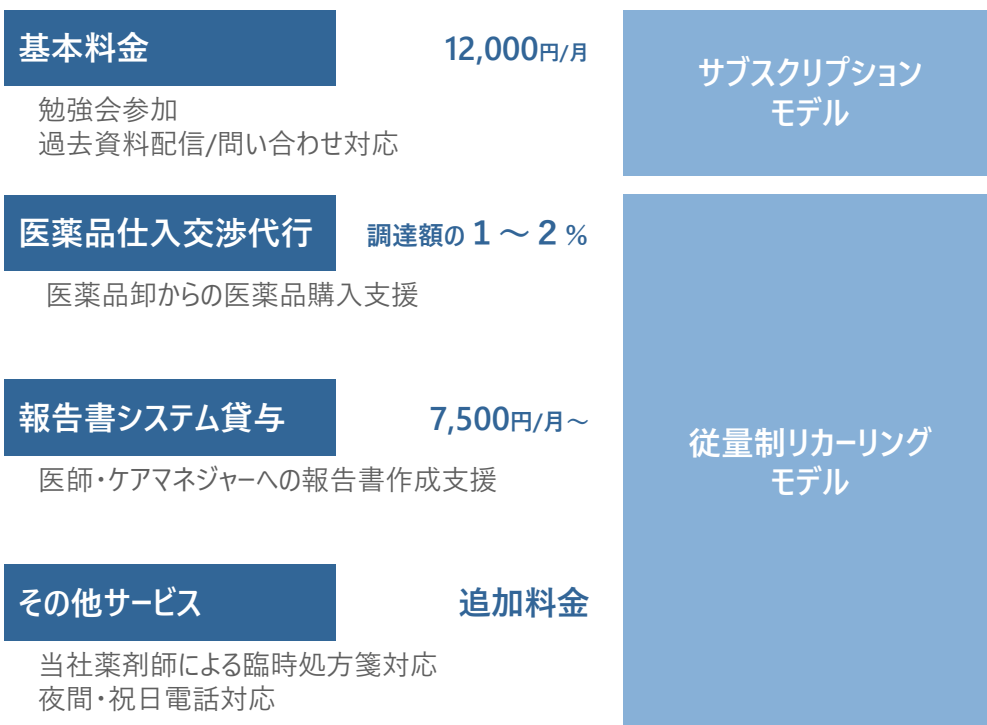 基本料金 12,000円/月
勉強会参加
過去資料配信/問い合わせ対応
サブスクリプション
モデル
医薬品仕入交渉代行 調達額の1～2%
医薬品卸からの医薬品購入支援
報告書システム貸与 7,500円/月～
医師・ケアマネジャーへの報告書作成支援
その他サービス 追加料金
当社薬剤師による臨時処方箋対応
夜間・祝日電話対応
従量制リカーリング
モデル